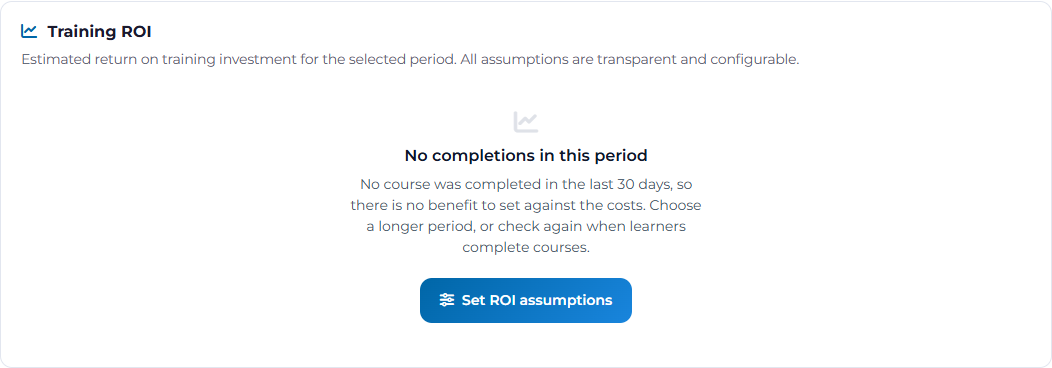 Training ROI
Estimated return on training investment for the selected period. All assumptions are transparent and configurable.
No completions in this period
No course was completed in the last 30 days, so
there is no benefit to set against the costs. Choose
a longer period, or check again when learners
complete courses.
Set ROI assumptions